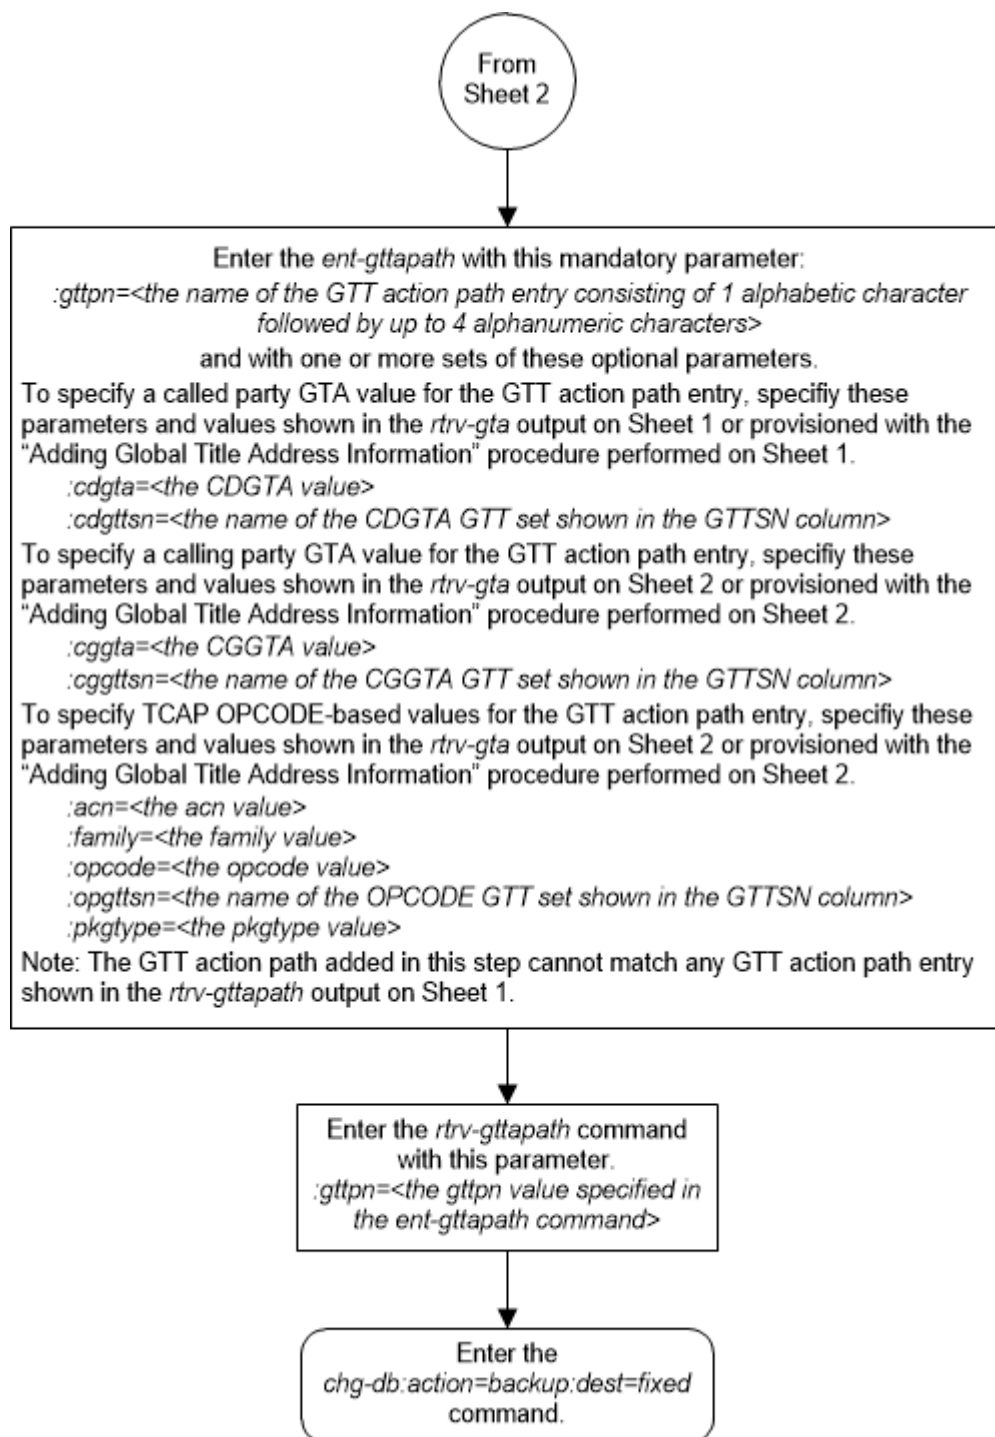 From
Sheet 2
Enter the ent-gttapath with this mandatory parameter:
:gttpn=<the name of the GTT action path entry consisting of 1 alphabetic character
followed by up to 4 alphanumeric characters>
and with one or more sets of these optional parameters.
To specify a called party GTA value for the GTT action path entry, specifiy these
parameters and values shown in the rtrv-gta output on Sheet 1 or provisioned with the
“Adding Global Title Address Information” procedure performed on Sheet 1.
:cdgta=<the CDGTA value>
:cdgttsn=<the name of the CDGTA GTT set shown in the GTTSN column>
To specify a calling party GTA value for the GTT action path entry, specifiy these
parameters and values shown in the rtrv-gta output on Sheet 2 or provisioned with the
“Adding Global Title Address Information” procedure performed on Sheet 2.
:cggta=<the CGGTA value>
:cggttsn=<the name of the CGGTA GTT set shown in the GTTSN column>
To specify TCAP OPCODE-based values for the GTT action path entry, specifiy these
parameters and values shown in the rtrv-gta output on Sheet 2 or provisioned with the
“Adding Global Title Address Information” procedure performed on Sheet 2.
:acn=<the acn value>
:family=<the family value>
:opcode=<the opcode value>
:opgttsn=<the name of the OPCODE GTT set shown in the GTTSN column>
:pkgtype=<the pkgtype value>
Note: The GTT action path added in this step cannot match any GTT action path entry
shown in the rtrv-gttapath output on Sheet 1.
Enter the rtrv-gttapath command
with this parameter.
:gttpn=<the gttpn value specified in
the ent-gttapath command>
Enter the
chg-db:action=backup:dest=fixed
command.